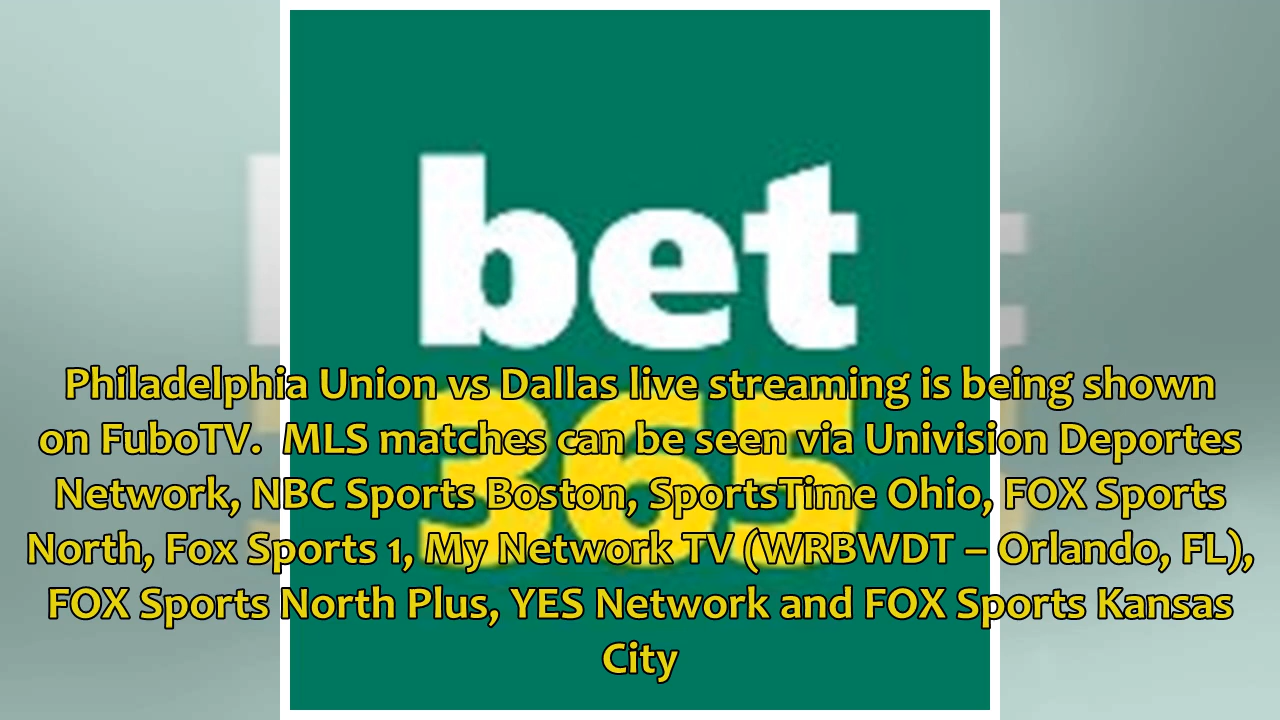 bet
365
Philadelphia Union vs Dallas live streaming is being shown
on FuboTV.  MLS matches can be seen via Univision Deportes
Network, NBC Sports Boston, SportsTime Ohio, FOX Sports
North, Fox Sports 1, My Network TV (WRBWDT – Orlando, FL),
FOX Sports North Plus, YES Network and FOX Sports Kansas
City